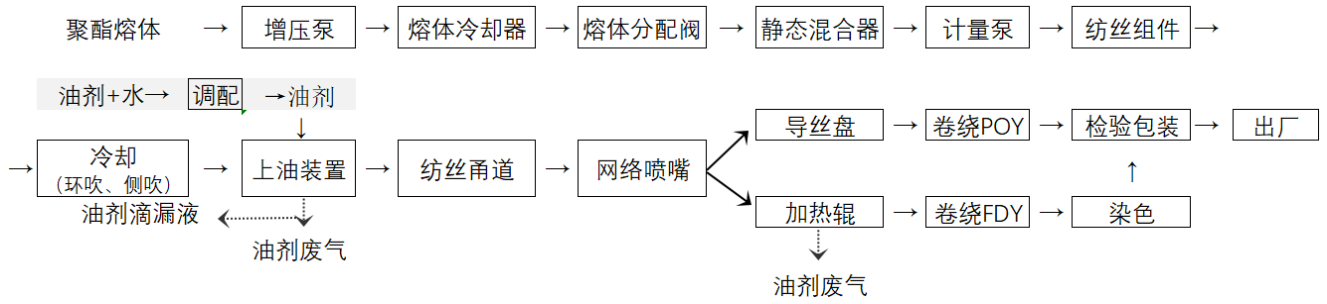 聚酯熔体 → 增压泵 → 熔体冷却器 → 熔体分配阀 → 静态混合器 → 计量泵 → 纺丝组件 →
油剂+水→ 调配 →油剂
↓
→ 冷却 → 上油装置 → 纺丝甬道 → 网络喷嘴
(环吹、侧吹)
油剂滴漏液
油剂废气
导丝盘 → 卷绕POY → 检验包装 → 出厂
↑
加热辊 → 卷绕FDY → 染色
油剂废气